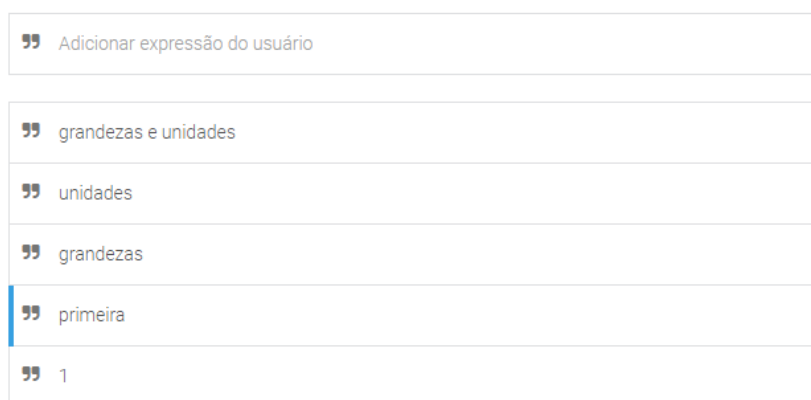 Adicionar expressão do usuário
grandezas e unidades
unidades
grandezas
primeira
1